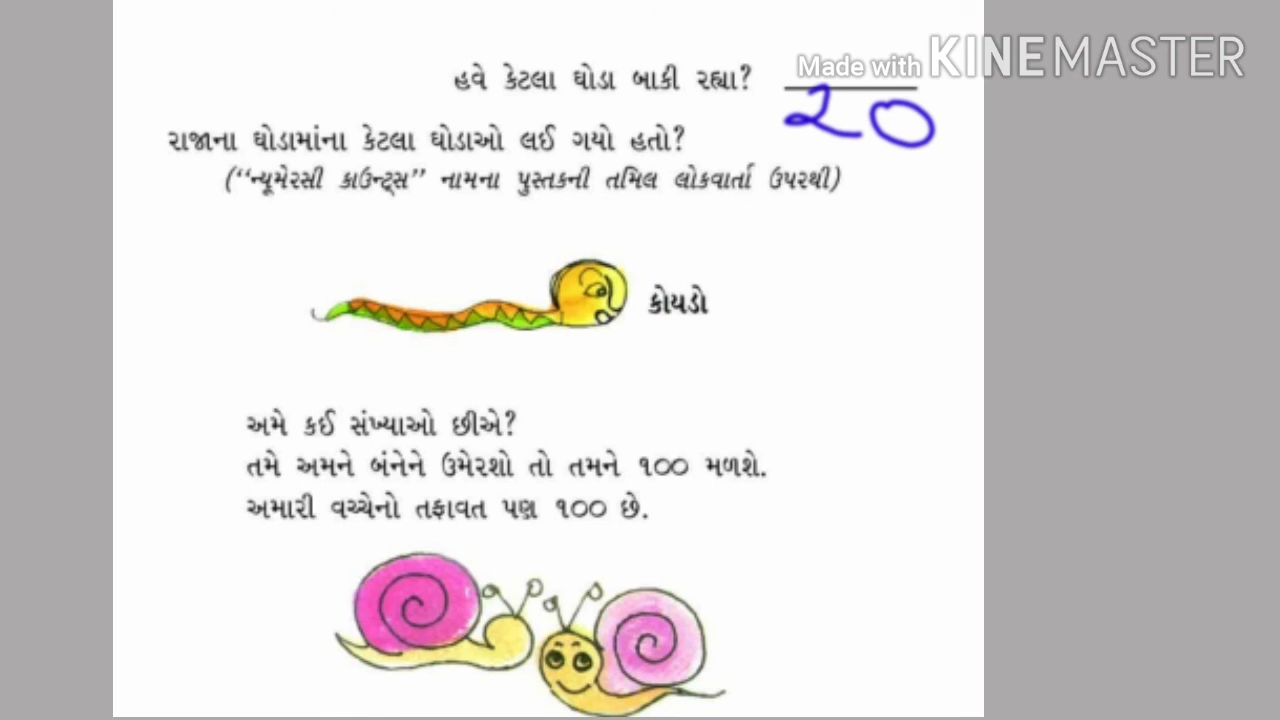 હવે કેટલા ઘોડા બાકી રહ્યા? 20
Made with KINEMASTER
રાજાના ઘોડામાંના કેટલા ઘોડાઓ લઈ ગયો હતો?
(‘‘ન્યૂમેરસી કાઉન્ટ્સ’’ નામના પુસ્તકની તમિલ લોકવાર્તા ઉપરથી)
કોયડો
અમે કઈ સંખ્યાઓ છીએ?
તમે અમને બંનેને ઉમેરશો તો તમને ૧૦૦ મળશે.
અમારી વચ્ચેનો તફાવત પણ ૧૦૦ છે.